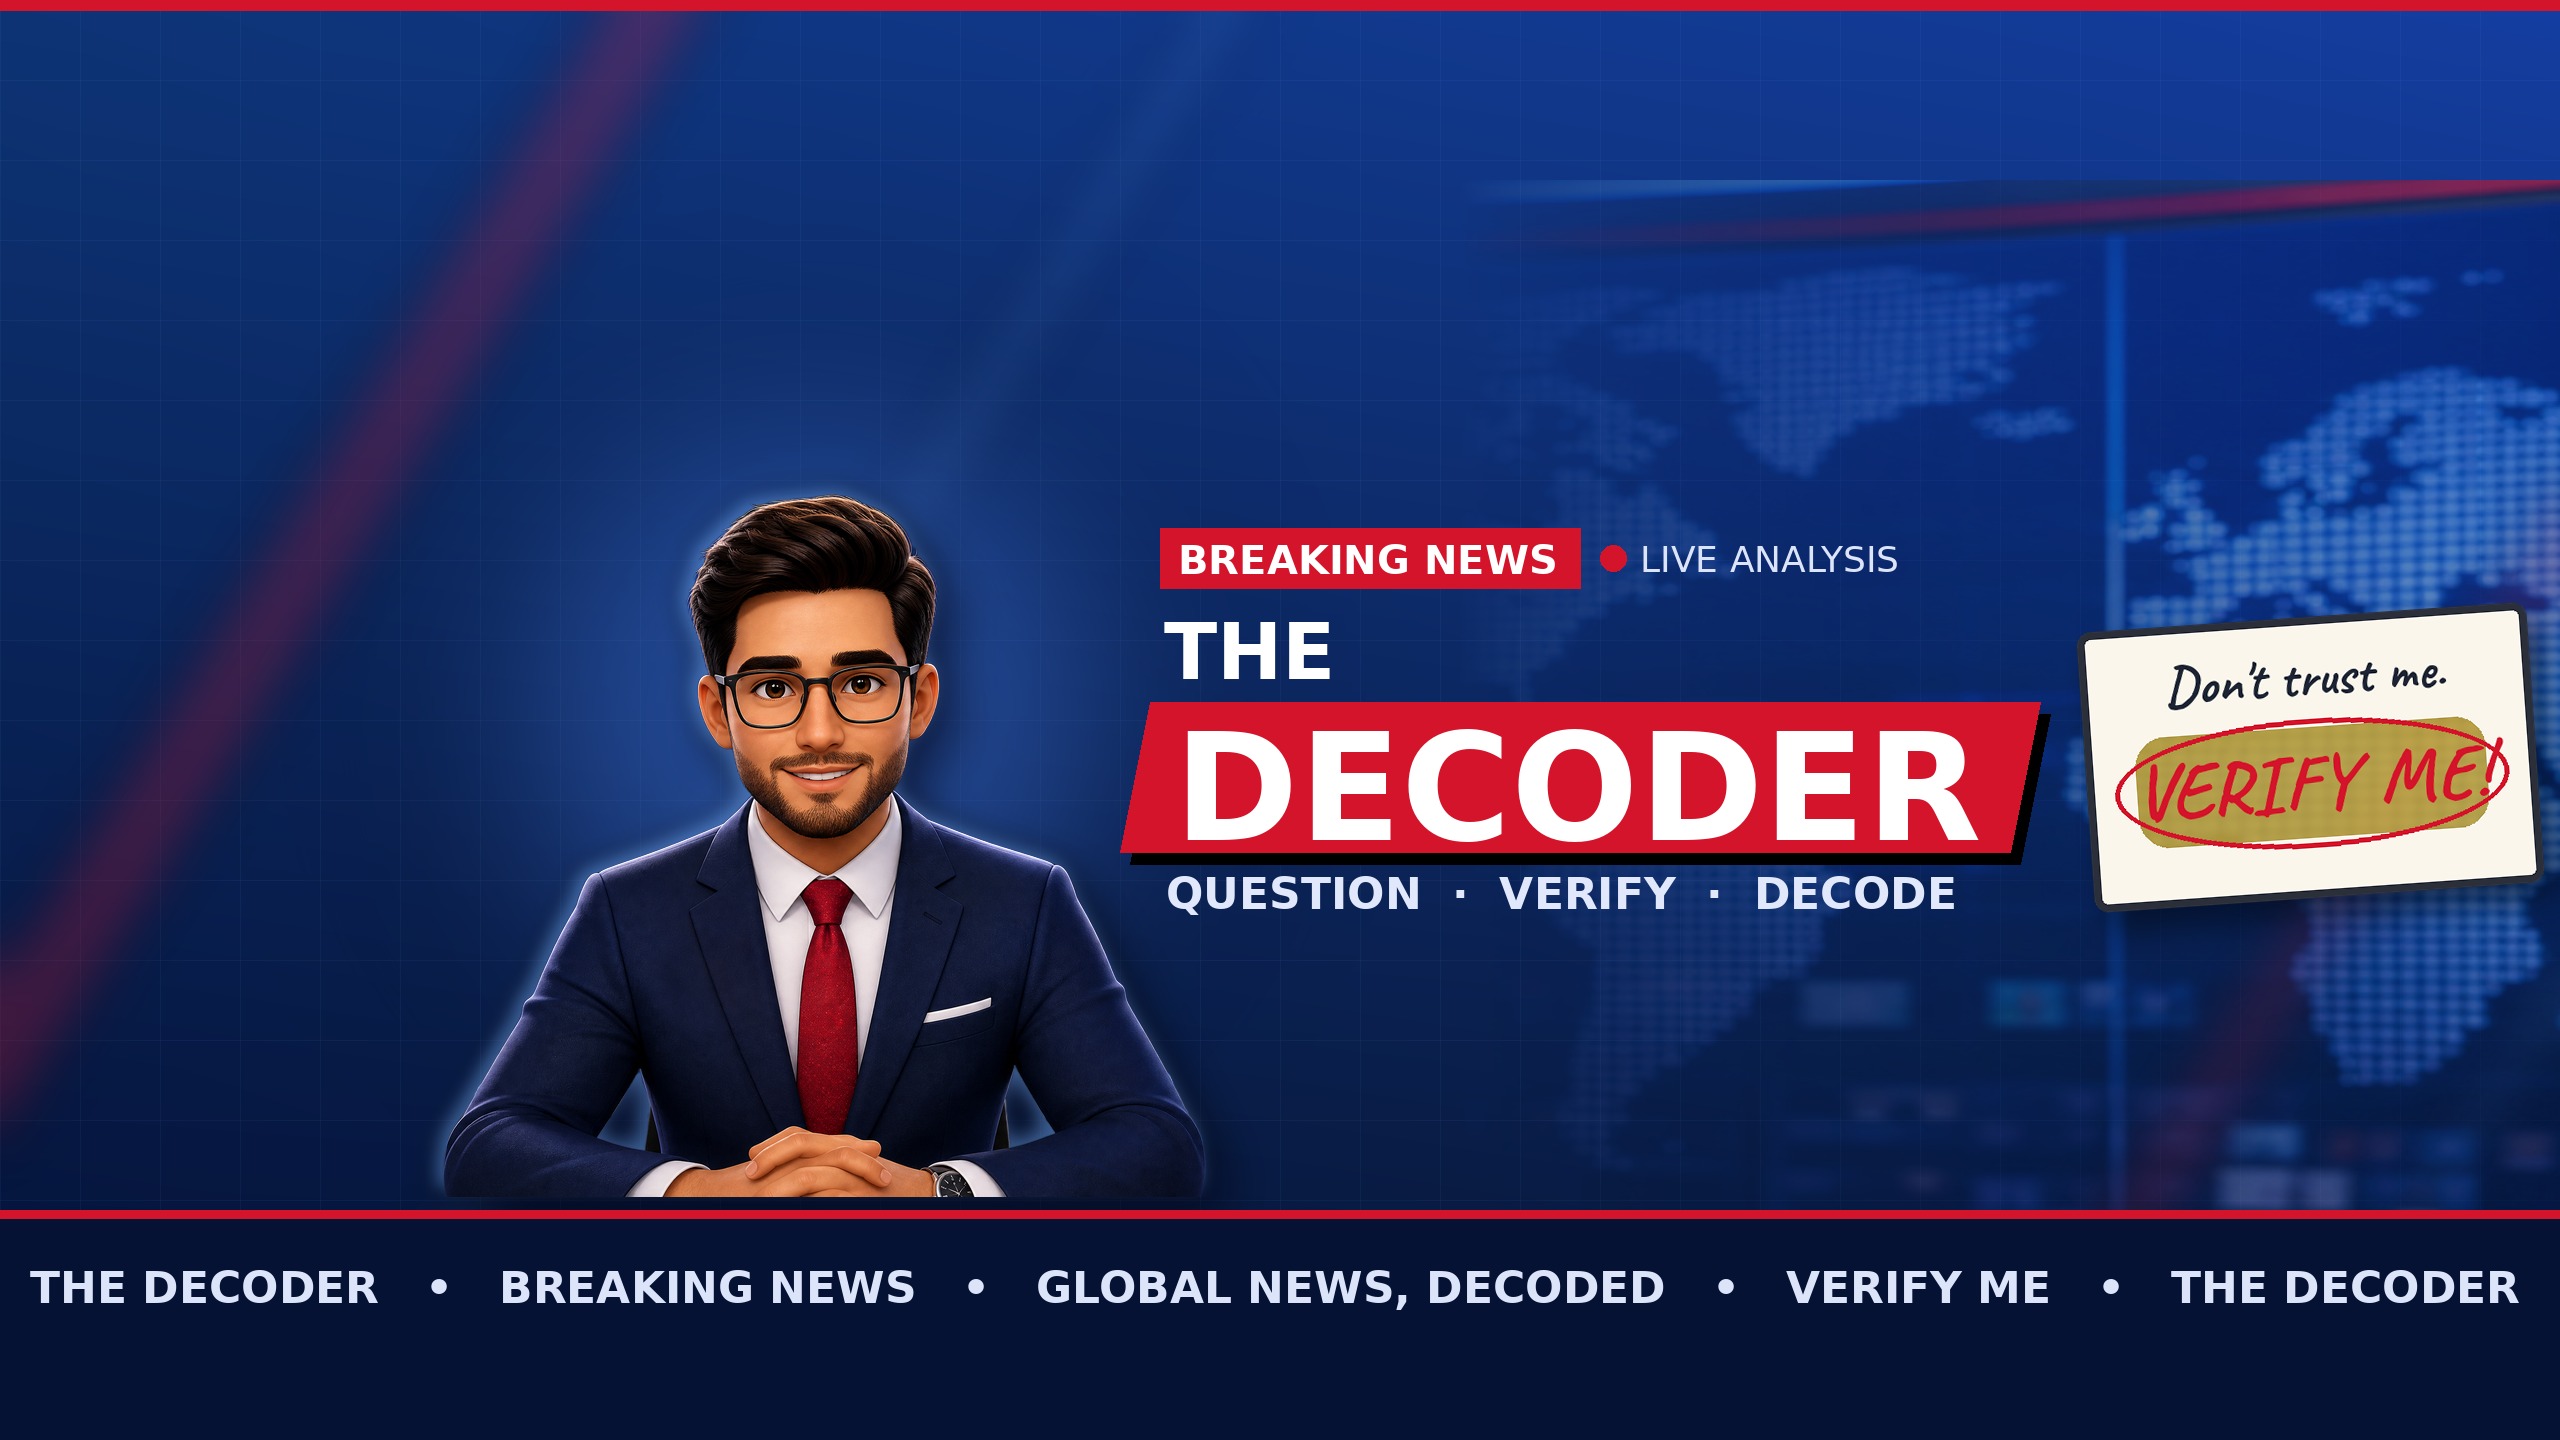 BREAKING NEWS ● LIVE ANALYSIS
THE
DECODER
QUESTION · VERIFY · DECODE
Don't trust me.
VERIFY ME!
THE DECODER • BREAKING NEWS • GLOBAL NEWS, DECODED • VERIFY ME • THE DECODER